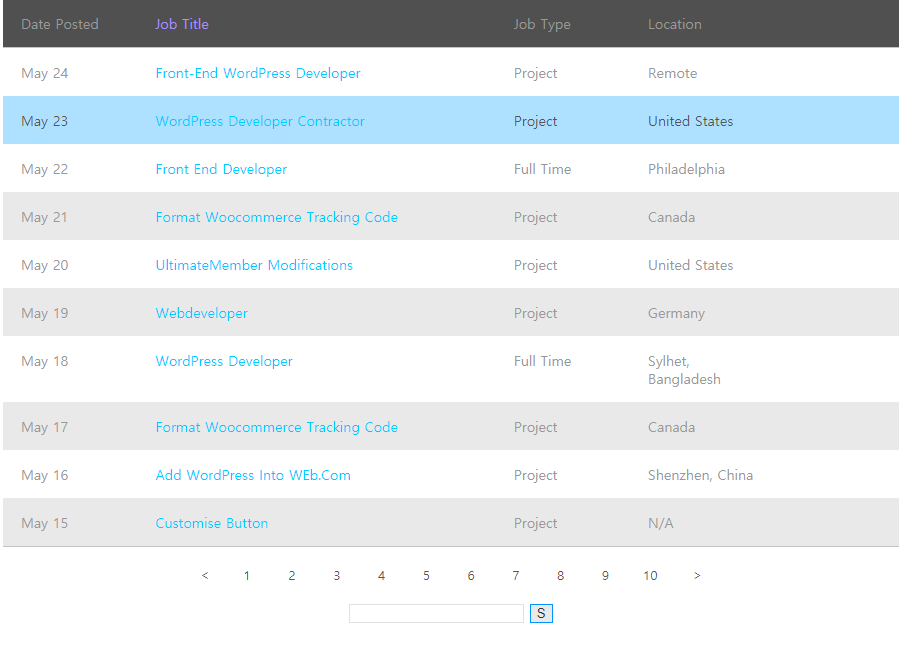 Date Posted Job Title Job Type Location
May 24 Front-End WordPress Developer Project Remote
May 23 WordPress Developer Contractor Project United States
May 22 Front End Developer Full Time Philadelphia
May 21 Format Woocommerce Tracking Code Project Canada
May 20 UltimateMember Modifications Project United States
May 19 Webdeveloper Project Germany
May 18 WordPress Developer Full Time Sylhet,
Bangladesh
May 17 Format Woocommerce Tracking Code Project Canada
May 16 Add WordPress Into WEb.Com Project Shenzhen, China
May 15 Customise Button Project N/A
< 1 2 3 4 5 6 7 8 9 10 >
S